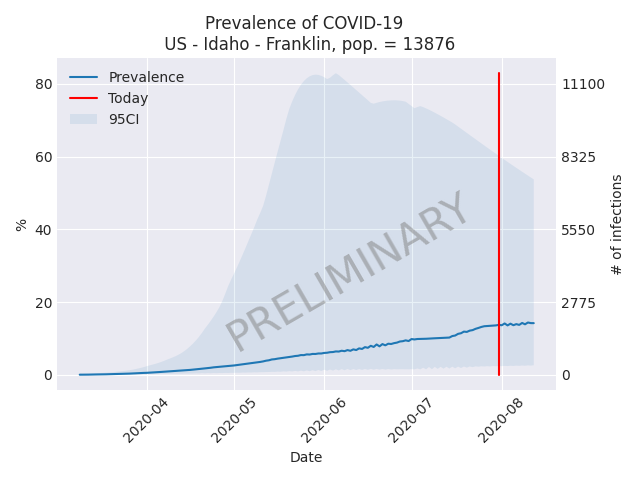 Prevalence of COVID-19
US - Idaho - Franklin, pop. = 13876
Prevalence
Today
95CI
80
60
40
20
0
%
11100
8325
5550
2775
0
# of infections
PRELIMINARY
2020-04
2020-05
2020-06
2020-07
2020-08
Date